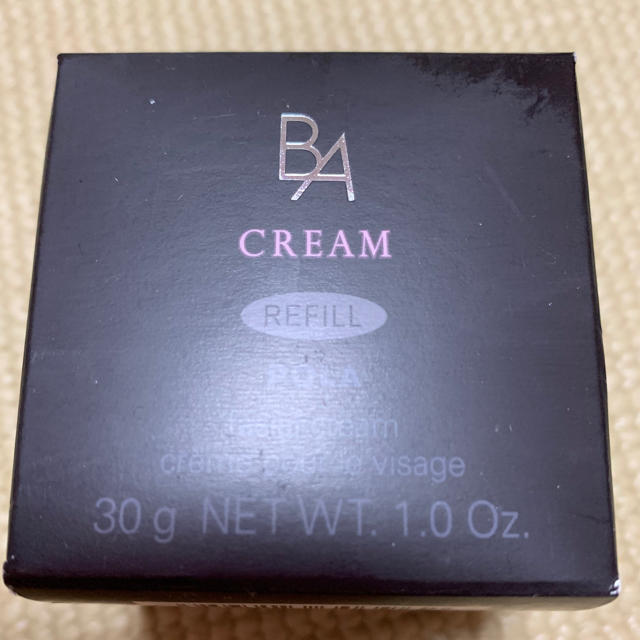 BA
CREAM
REFILL
POLA
facial cream
crème pour le visage
30 g NET WT. 1.0 Oz.